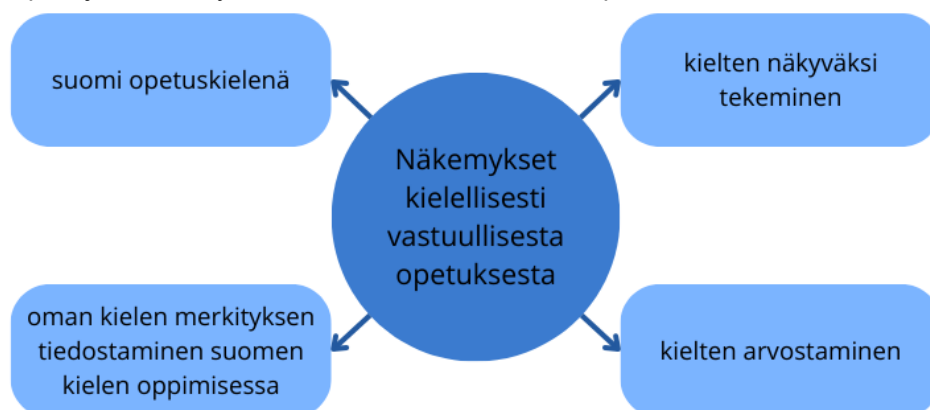 suomi opetuskielenä
kielten näkyväksi
tekeminen
Näkemykset
kielellisesti
vastuullisesta
opetuksesta
oman kielen merkityksen
tiedostaminen suomen
kielen oppimisessa
kielten arvostaminen